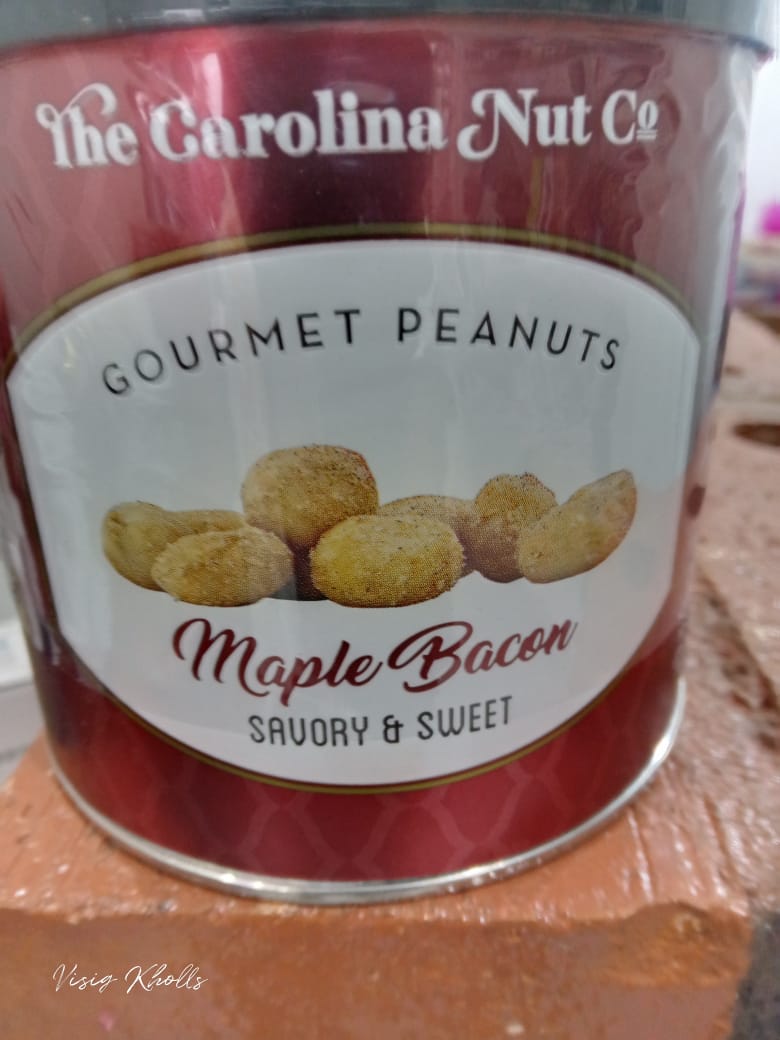 The Carolina Nut Co
GOURMET PEANUTS
Maple Bacon
SAVORY & SWEET
Visig Kholls